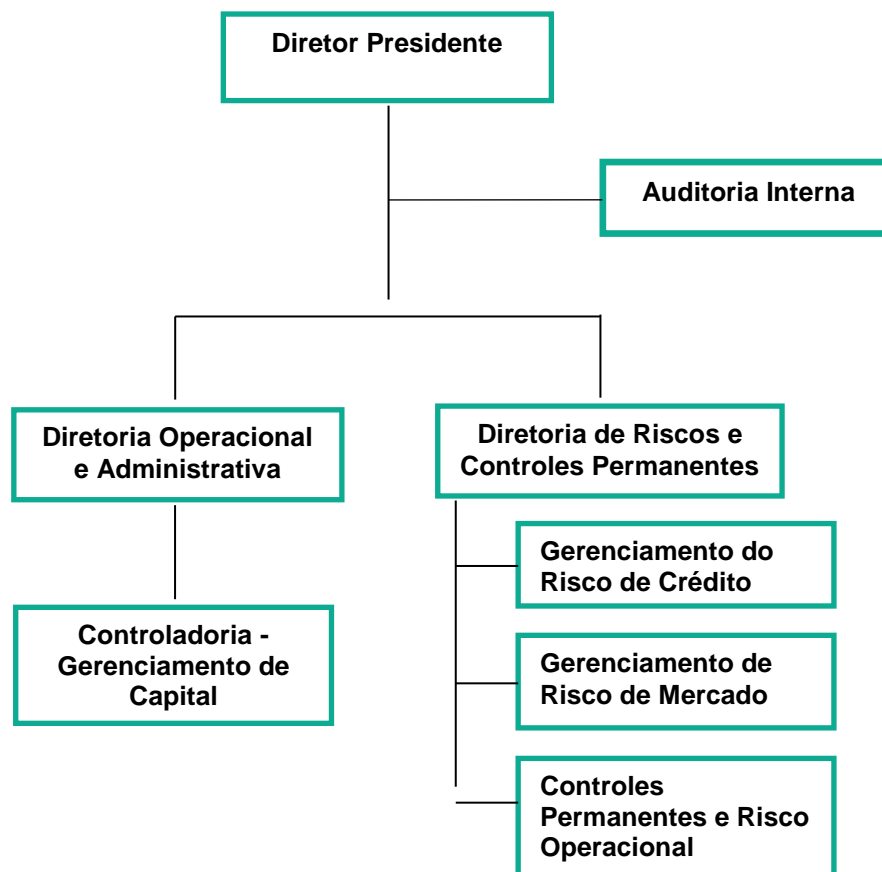 Diretor Presidente
Auditoria Interna
Diretoria Operacional
e Administrativa
Diretoria de Riscos e
Controles Permanentes
Gerenciamento do
Risco de Crédito
Controladoria -
Gerenciamento de
Capital
Gerenciamento de
Risco de Mercado
Controles
Permanentes e Risco
Operacional